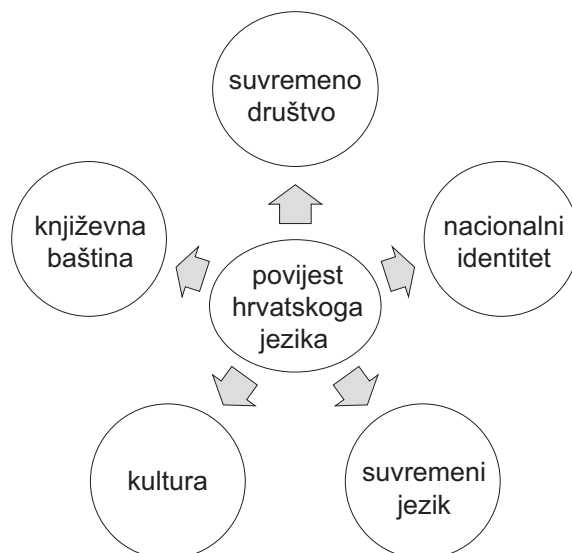 suvremeno
društvo
književna
baština
nacionalni
identitet
povijest
hrvatskoga
jezika
kultura
suvremeni
jezik